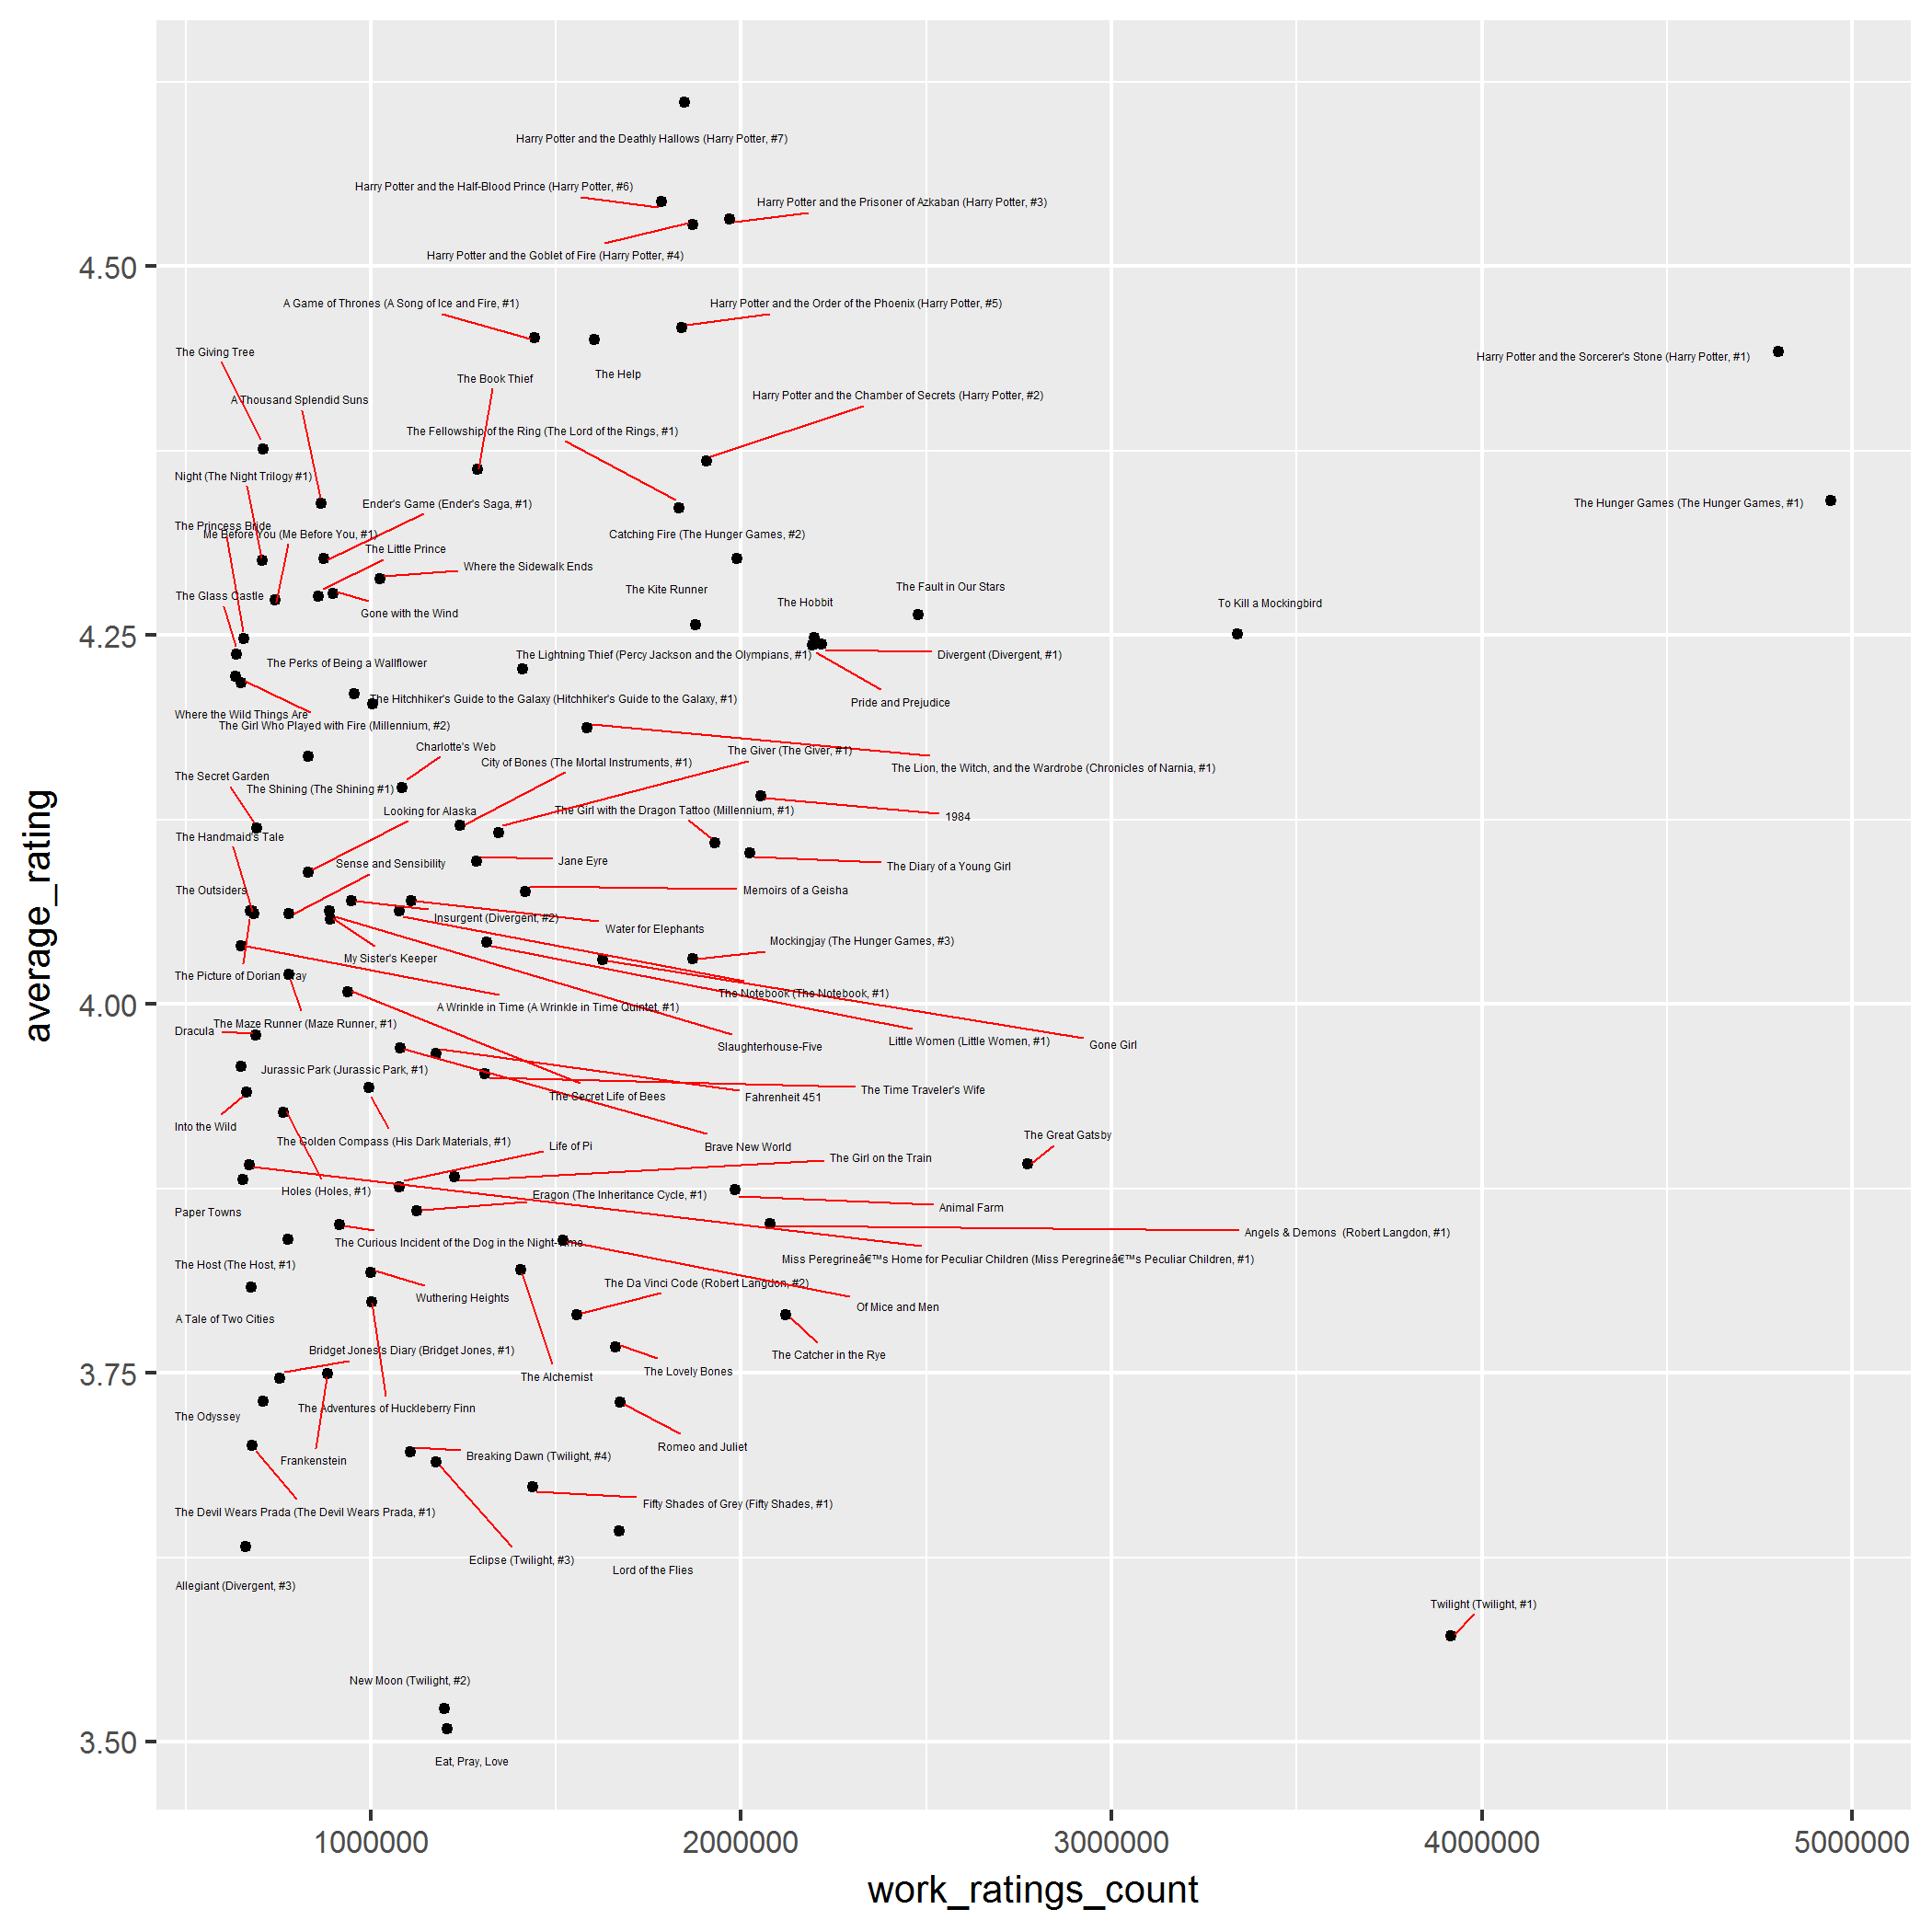 Harry Potter and the Deathly Hallows (Harry Potter, #7)
Harry Potter and the Half-Blood Prince (Harry Potter, #6)
Harry Potter and the Prisoner of Azkaban (Harry Potter, #3)
Harry Potter and the Goblet of Fire (Harry Potter, #4)
4.50
A Game of Thrones (A Song of Ice and Fire, #1)
Harry Potter and the Order of the Phoenix (Harry Potter, #5)
The Giving Tree
Harry Potter and the Sorcerer's Stone (Harry Potter, #1)
The Help
The Book Thief
Harry Potter and the Chamber of Secrets (Harry Potter, #2)
A Thousand Splendid Suns
The Fellowship of the Ring (The Lord of the Rings, #1)
Night (The Night Trilogy #1)
Ender's Game (Ender's Saga, #1)
The Hunger Games (The Hunger Games, #1)
The Princess Bride
Me Before You (Me Before You, #1)
Catching Fire (The Hunger Games, #2)
The Little Prince
Where the Sidewalk Ends
The Kite Runner
The Fault in Our Stars
The Glass Castle
The Hobbit
To Kill a Mockingbird
Gone with the Wind
4.25
The Lightning Thief (Percy Jackson and the Olympians, #1)
Divergent (Divergent, #1)
The Perks of Being a Wallflower
The Hitchhiker's Guide to the Galaxy (Hitchhiker's Guide to the Galaxy, #1)
Pride and Prejudice
Where the Wild Things Are
The Girl Who Played with Fire (Millennium, #2)
Charlotte's Web
The Giver (The Giver, #1)
City of Bones (The Mortal Instruments, #1)
The Lion, the Witch, and the Wardrobe (Chronicles of Narnia, #1)
The Secret Garden
The Shining (The Shining #1)
Looking for Alaska
The Girl with the Dragon Tattoo (Millennium, #1)
1984
The Handmaid's Tale
Sense and Sensibility
Jane Eyre
The Diary of a Young Girl
The Outsiders
Memoirs of a Geisha
Insurgent (Divergent, #2)
Water for Elephants
Mockingjay (The Hunger Games, #3)
My Sister's Keeper
The Picture of Dorian Gray
The Notebook (The Notebook, #1)
4.00
A Wrinkle in Time (A Wrinkle in Time Quintet, #1)
The Maze Runner (Maze Runner, #1)
Dracula
Slaughterhouse-Five
Little Women (Little Women, #1)
Gone Girl
Jurassic Park (Jurassic Park, #1)
The Time Traveler's Wife
The Secret Life of Bees
Fahrenheit 451
Into the Wild
The Golden Compass (His Dark Materials, #1)
Life of Pi
Brave New World
The Great Gatsby
The Girl on the Train
Holes (Holes, #1)
Eragon (The Inheritance Cycle, #1)
Animal Farm
Paper Towns
Angels & Demons  (Robert Langdon, #1)
The Curious Incident of the Dog in the Night-Time
Miss Peregrineâ€™s Home for Peculiar Children (Miss Peregrineâ€™s Peculiar Children, #1)
The Host (The Host, #1)
The Da Vinci Code (Robert Langdon, #2)
Wuthering Heights
Of Mice and Men
A Tale of Two Cities
Bridget Jones's Diary (Bridget Jones, #1)
The Catcher in the Rye
3.75
The Alchemist
The Lovely Bones
The Adventures of Huckleberry Finn
The Odyssey
Romeo and Juliet
Frankenstein
Breaking Dawn (Twilight, #4)
The Devil Wears Prada (The Devil Wears Prada, #1)
Fifty Shades of Grey (Fifty Shades, #1)
Eclipse (Twilight, #3)
Lord of the Flies
Allegiant (Divergent, #3)
Twilight (Twilight, #1)
New Moon (Twilight, #2)
3.50
Eat, Pray, Love
1000000
2000000
3000000
4000000
5000000
work_ratings_count
average_rating